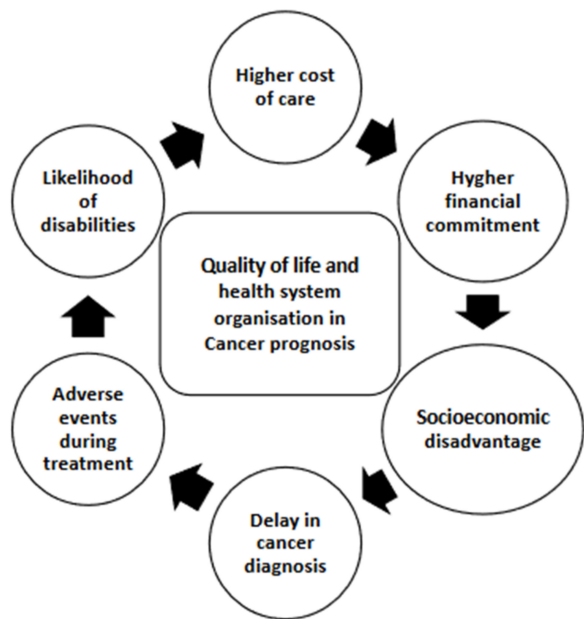 Higher cost
of care
Hygher
financial
commitment
Socioeconomic
disadvantage
Delay in
cancer
diagnosis
Adverse
events
during
treatment
Likelihood
of
disabilities
Quality of life and
health system
organisation in
Cancer prognosis